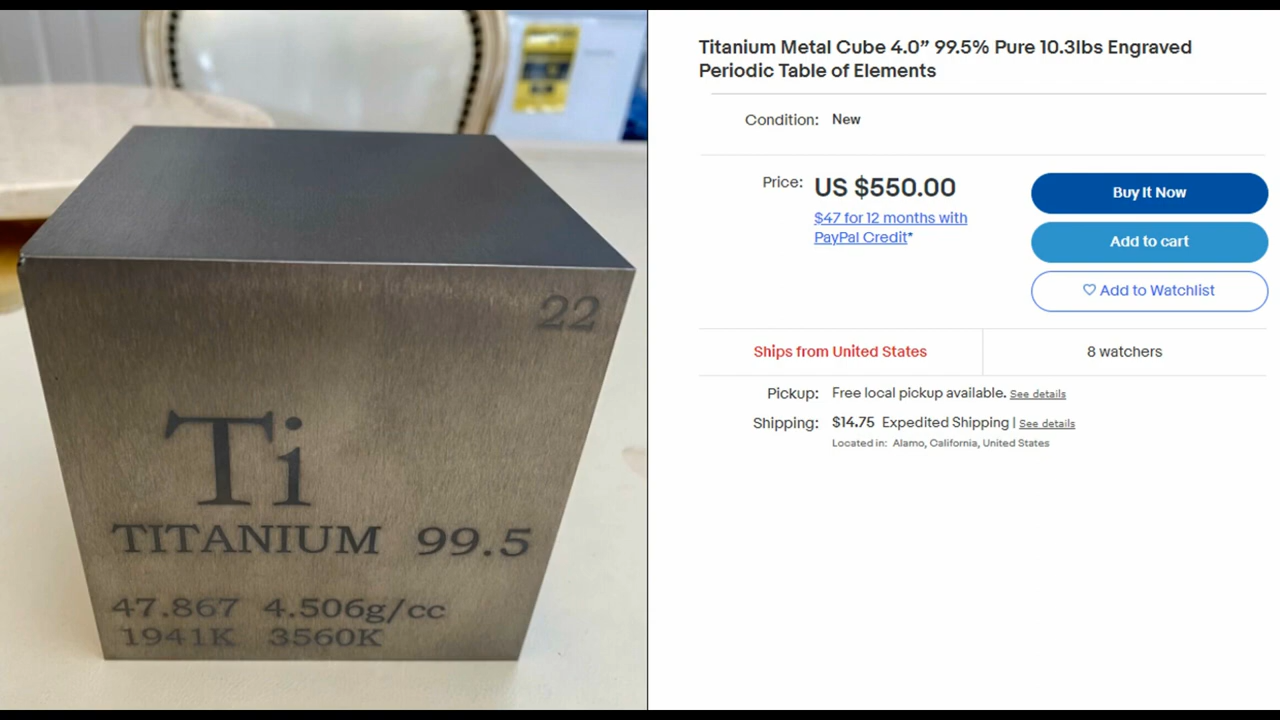 22
Ti
TITANIUM 99.5
47.867 4.506g/cc
1941K 3560K
Titanium Metal Cube 4.0” 99.5% Pure 10.3lbs Engraved
Periodic Table of Elements
Condition: New
Price: US $550.00
$47 for 12 months with
PayPal Credit*
Buy It Now
Add to cart
Add to Watchlist
Ships from United States
8 watchers
Pickup: Free local pickup available. See details
Shipping: $14.75 Expedited Shipping | See details
Located in: Alamo, California, United States